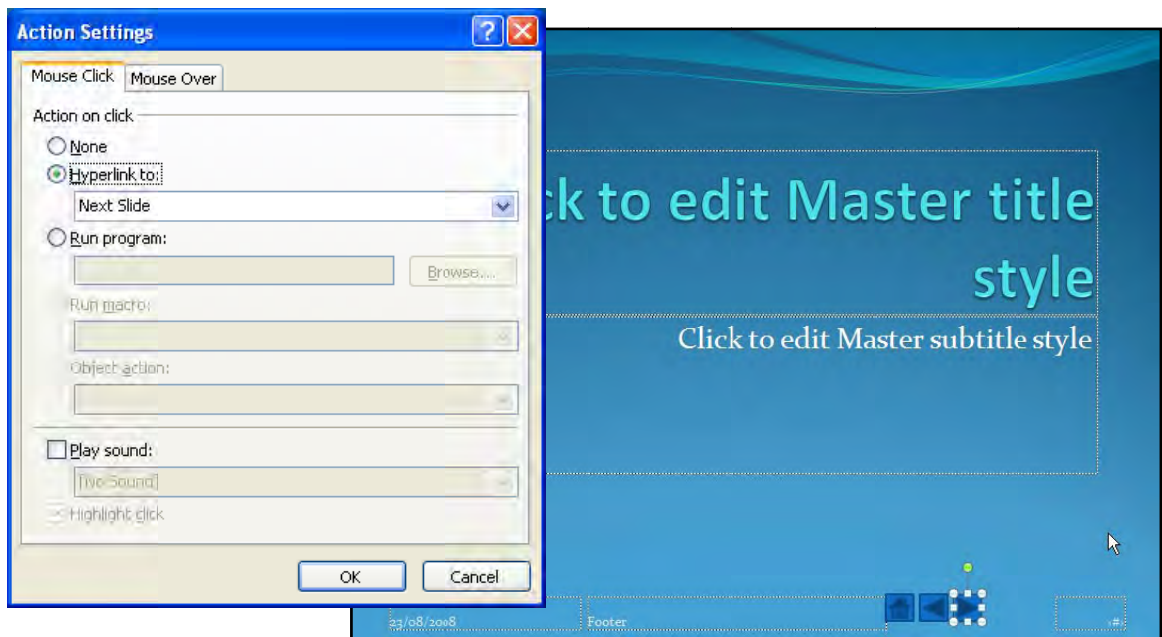 Action Settings
Mouse Click Mouse Over
Action on click
None
Hyperlink to:
Next Slide
Run program:
Browse...
Run macro:
Object action:
Play sound:
[No Sound]
Highlight click
OK Cancel
ck to edit Master title
style
Click to edit Master subtitle style
23/08/2008 Footer ‹#›